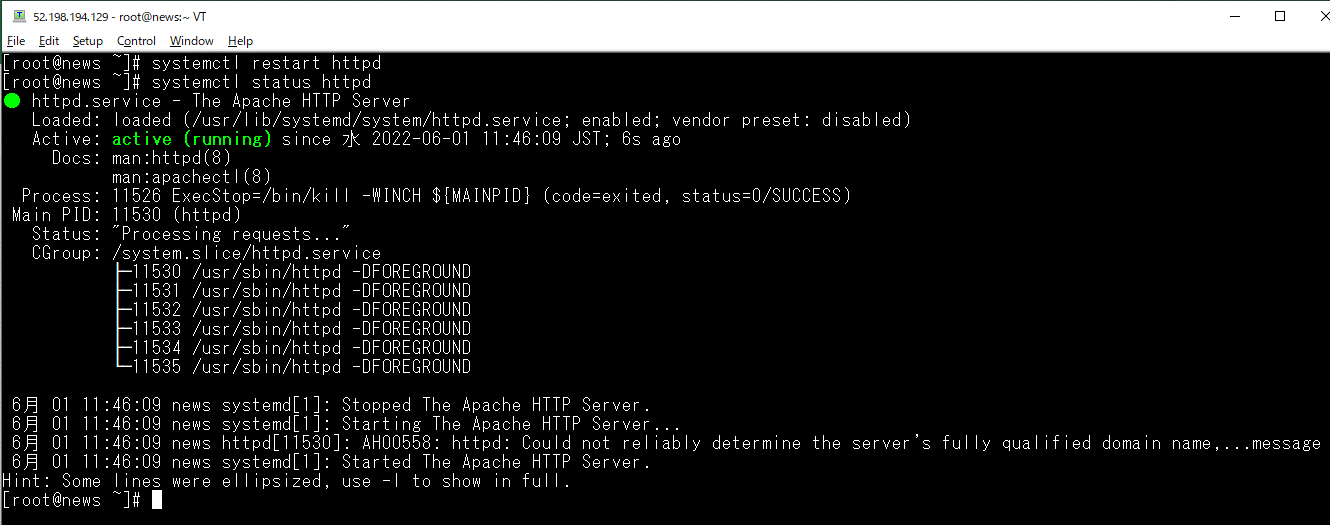 52.198.194.129 - root@news:~ VT
File Edit Setup Control Window Help
[root@news ~]# systemctl restart httpd
[root@news ~]# systemctl status httpd
● httpd.service - The Apache HTTP Server
Loaded: loaded (/usr/lib/systemd/system/httpd.service; enabled; vendor preset: disabled)
Active: active (running) since 水 2022-06-01 11:46:09 JST; 6s ago
Docs: man:httpd(8)
man:apachectl(8)
Process: 11526 ExecStop=/bin/kill -WINCH ${MAINPID} (code=exited, status=0/SUCCESS)
Main PID: 11530 (httpd)
Status: "Processing requests..."
CGroup: /system.slice/httpd.service
├─11530 /usr/sbin/httpd -DFOREGROUND
├─11531 /usr/sbin/httpd -DFOREGROUND
├─11532 /usr/sbin/httpd -DFOREGROUND
├─11533 /usr/sbin/httpd -DFOREGROUND
├─11534 /usr/sbin/httpd -DFOREGROUND
└─11535 /usr/sbin/httpd -DFOREGROUND
6月 01 11:46:09 news systemd[1]: Stopped The Apache HTTP Server.
6月 01 11:46:09 news systemd[1]: Starting The Apache HTTP Server...
6月 01 11:46:09 news httpd[11530]: AH00558: httpd: Could not reliably determine the server's fully qualified domain name,...message
6月 01 11:46:09 news systemd[1]: Started The Apache HTTP Server.
Hint: Some lines were ellipsized, use -l to show in full.
[root@news ~]#